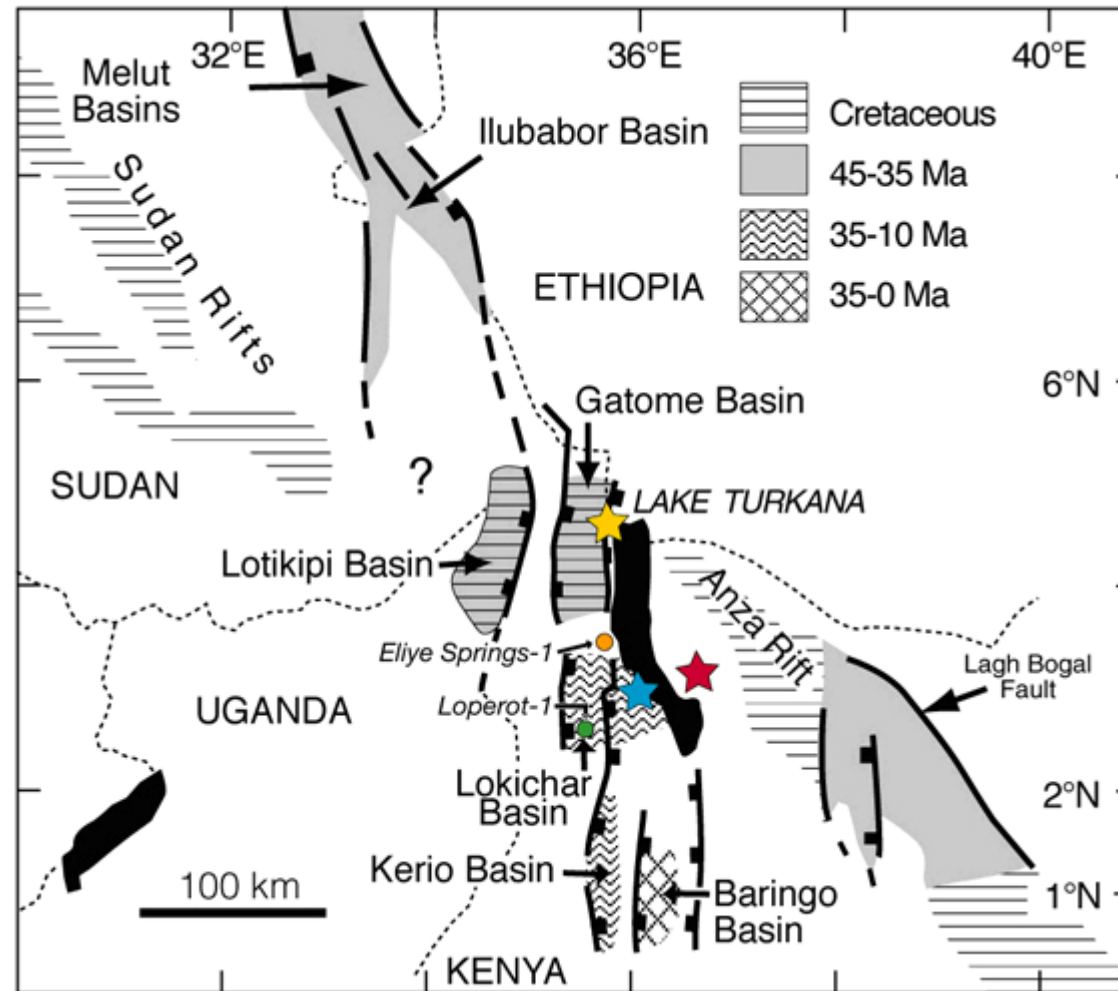 32°E
36°E
40°E
Melut
Basins
Ilubabor Basin
Sudan Rifts
Cretaceous
45-35 Ma
35-10 Ma
35-0 Ma
ETHIOPIA
6°N
Gatome Basin
SUDAN
?
LAKE TURKANA
Lotikipi Basin
Anza Rift
Eliye Springs-1
Lagh Bogal
Fault
UGANDA
Loperot-1
Lokichar
Basin
2°N
Kerio Basin
100 km
Baringo
Basin
1°N
KENYA